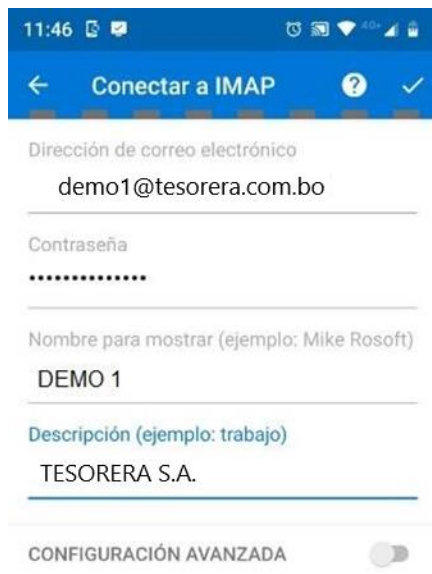 11:46
40+
Conectar a IMAP
Dirección de correo electrónico
demo1@tesorera.com.bo
Contraseña
••••••••••••••
Nombre para mostrar (ejemplo: Mike Rosoft)
DEMO 1
Descripción (ejemplo: trabajo)
TESORERA S.A.
CONFIGURACIÓN AVANZADA